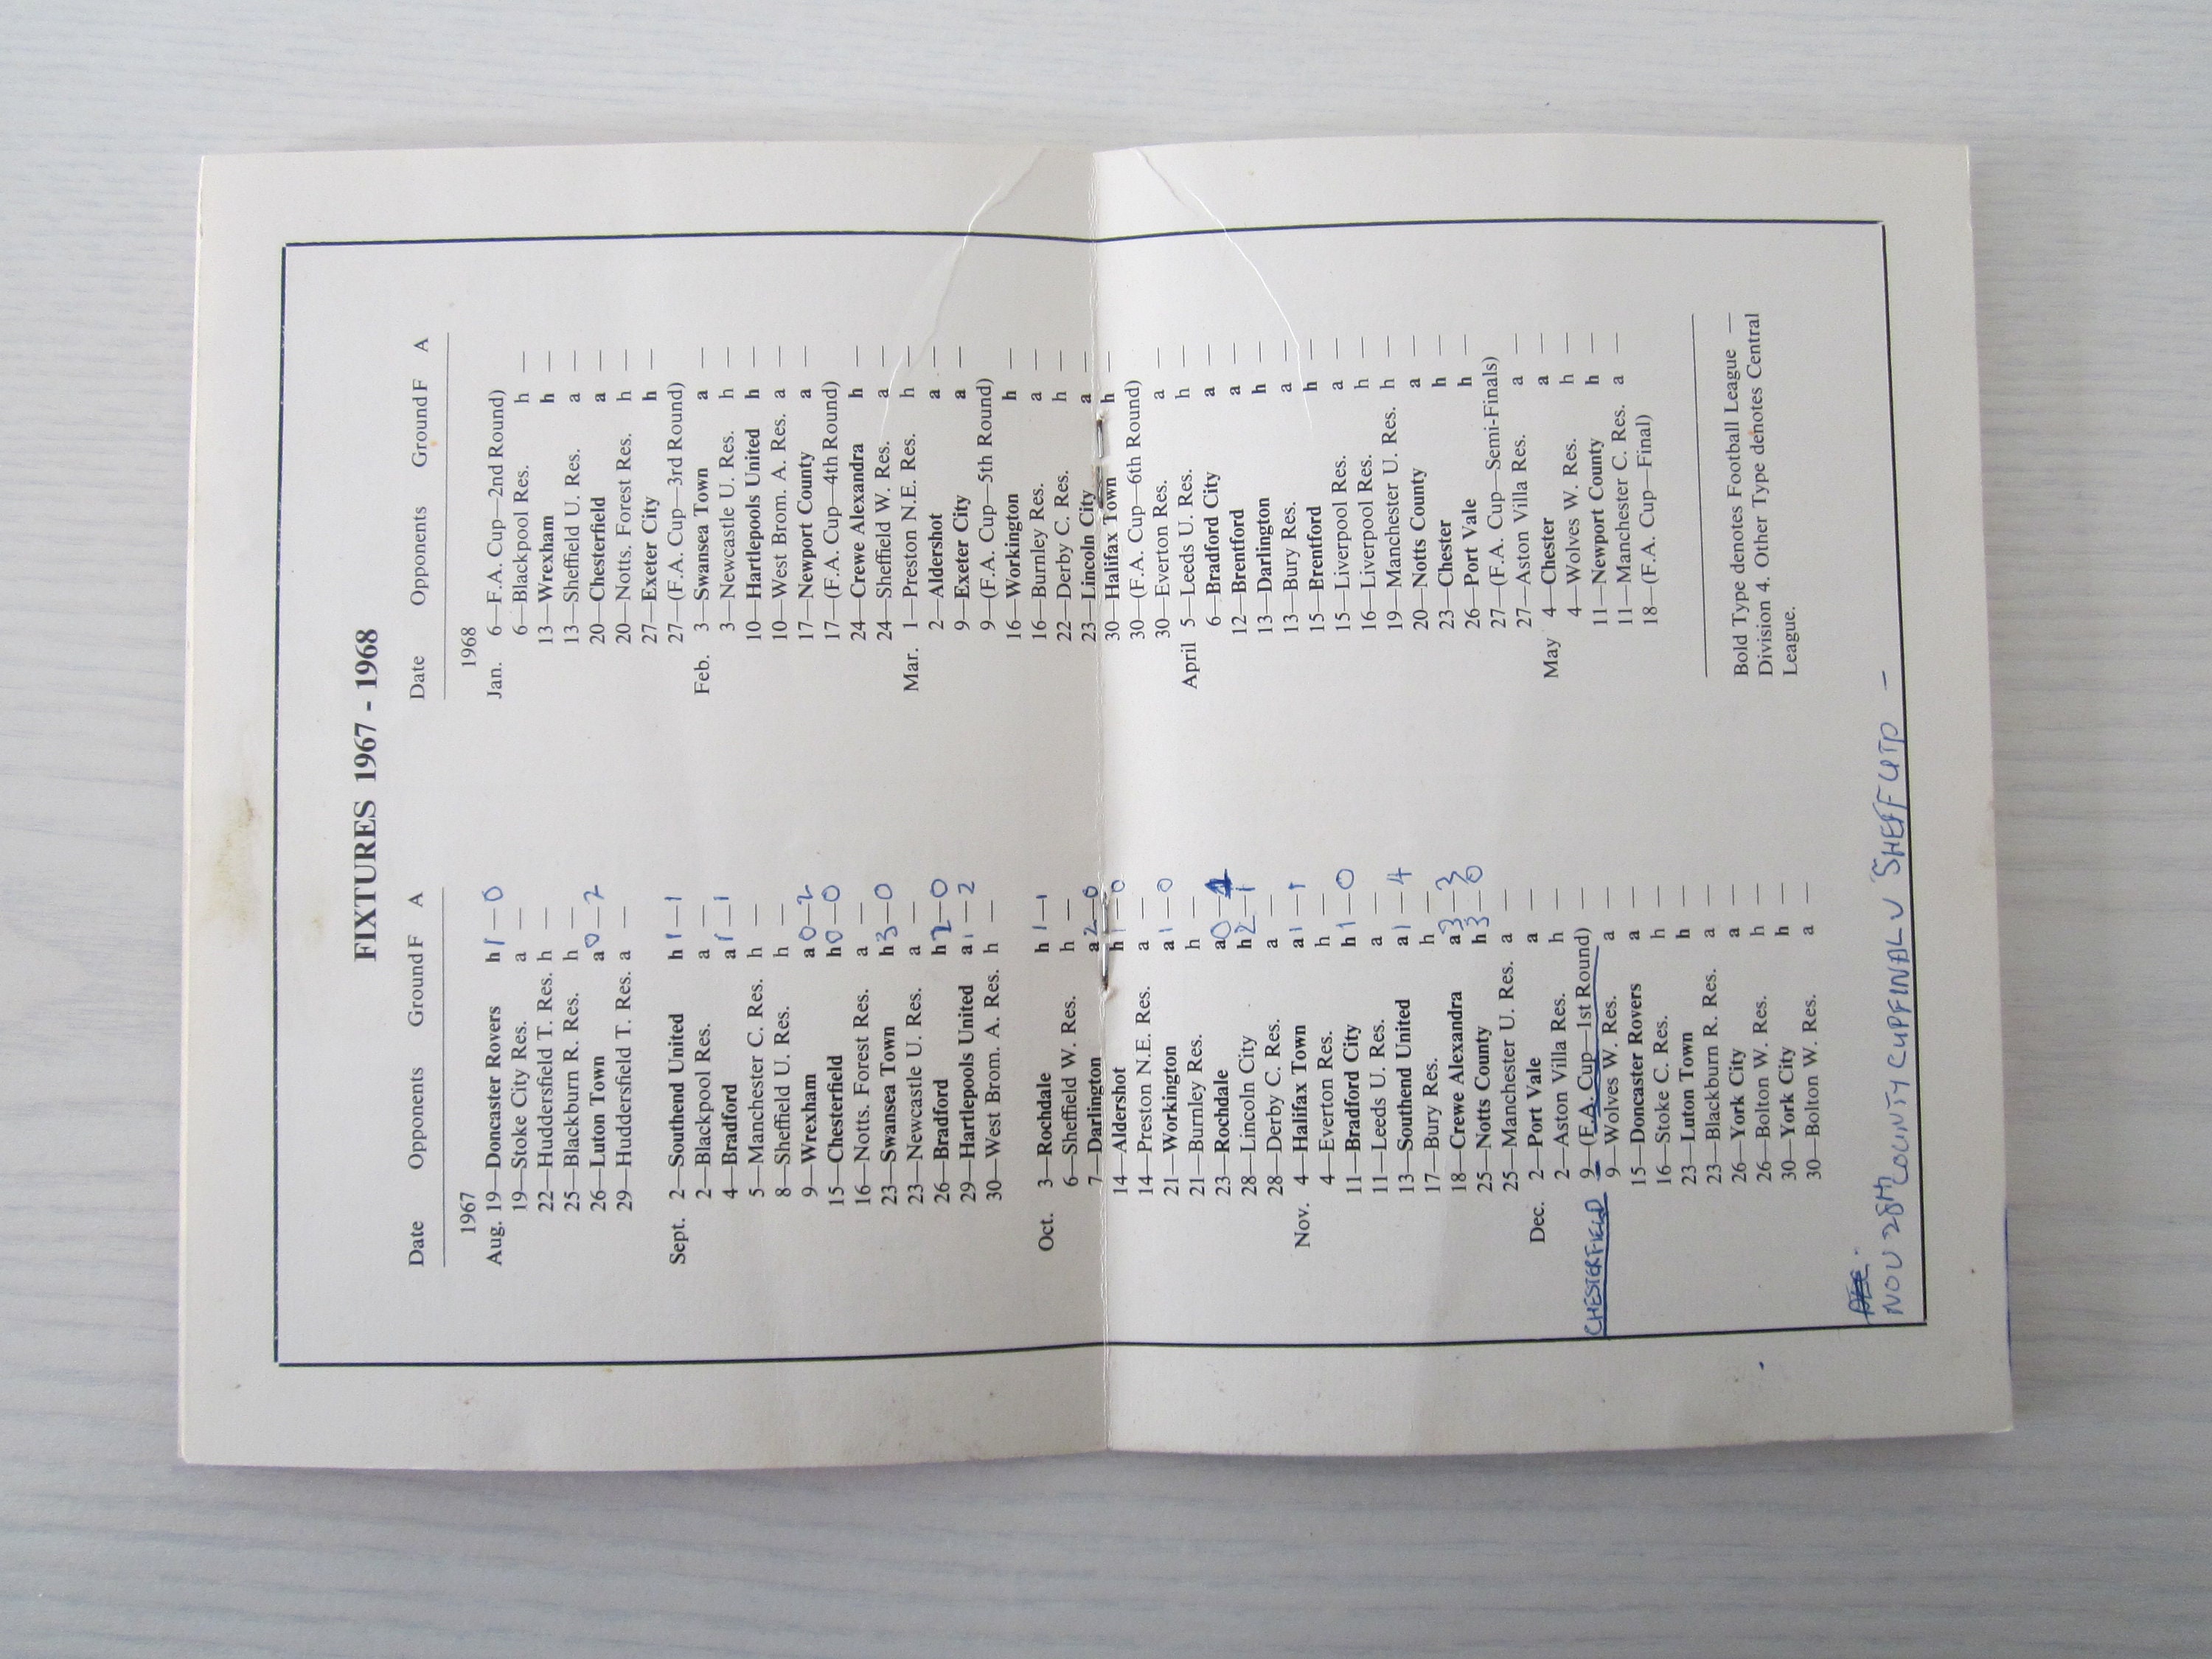 FIXTURES 1967 - 1968
Date Opponents Ground F A
1967
Aug. 19—Doncaster Rovers h 1—0
19—Stoke City Res. a —
22—Huddersfield T. Res. h —
25—Blackburn R. Res. h —
26—Luton Town a 0—2
29—Huddersfield T. Res. a —
Sept. 2—Southend United h 1—1
2—Blackpool Res. a —
4—Bradford a 1—1
5—Manchester C. Res. h —
8—Sheffield U. Res. h —
9—Wrexham a 0—2
15—Chesterfield h 0—0
16—Notts. Forest Res. a —
23—Swansea Town h 3—0
23—Newcastle U. Res. a —
26—Bradford h 2—0
29—Hartlepools United a 1—2
30—West Brom. A. Res. h —
Oct. 3—Rochdale h 1—1
6—Sheffield W. Res. h —
7—Darlington a 2—0
14—Aldershot h 1—0
14—Preston N.E. Res. a —
21—Workington a 1—0
21—Burnley Res. h —
23—Rochdale a 0—
28—Lincoln City h 2—1
28—Derby C. Res. a —
Nov. 4—Halifax Town a 1—1
4—Everton Res. h —
11—Bradford City h 1—0
11—Leeds U. Res. a —
13—Southend United a 1—4
17—Bury Res. h —
18—Crewe Alexandra a 3—3
25—Notts County h 3—0
25—Manchester U. Res. a —
Dec. 2—Port Vale a —
2—Aston Villa Res. h —
CHESTERFIELD 9—(F.A. Cup—1st Round)
9—Wolves W. Res. a —
15—Doncaster Rovers a —
16—Stoke C. Res. h —
23—Luton Town h —
23—Blackburn R. Res. a —
26—York City a —
26—Bolton W. Res. h —
30—York City h —
30—Bolton W. Res. a —
NOV 28TH COUNTY CUP FINAL V SHEFF UTD —
Date Opponents Ground F A
1968
Jan. 6—F.A. Cup—2nd Round)
6—Blackpool Res. h —
13—Wrexham h —
13—Sheffield U. Res. a —
20—Chesterfield a —
20—Notts. Forest Res. h —
27—Exeter City h —
27—(F.A. Cup—3rd Round)
Feb. 3—Swansea Town a —
3—Newcastle U. Res. h —
10—Hartlepools United h —
10—West Brom. A. Res. a —
17—Newport County a —
17—(F.A. Cup—4th Round)
24—Crewe Alexandra h —
24—Sheffield W. Res. a —
Mar. 1—Preston N.E. Res. h —
2—Aldershot a —
9—Exeter City a —
9—(F.A. Cup—5th Round)
16—Workington h —
16—Burnley Res. a —
22—Derby C. Res. h —
23—Lincoln City a —
30—Halifax Town h —
30—(F.A. Cup—6th Round)
30—Everton Res. a —
April 5—Leeds U. Res. h —
6—Bradford City a —
12—Brentford a —
13—Darlington h —
13—Bury Res. a —
15—Brentford h —
15—Liverpool Res. a —
16—Liverpool Res. h —
19—Manchester U. Res. h —
20—Notts County a —
23—Chester h —
26—Port Vale h —
27—(F.A. Cup—Semi-Finals)
27—Aston Villa Res. a —
May 4—Chester a —
4—Wolves W. Res. h —
11—Newport County h —
11—Manchester C. Res. a —
18—(F.A. Cup—Final)
Bold Type denotes Football League —
Division 4. Other Type denotes Central
League.